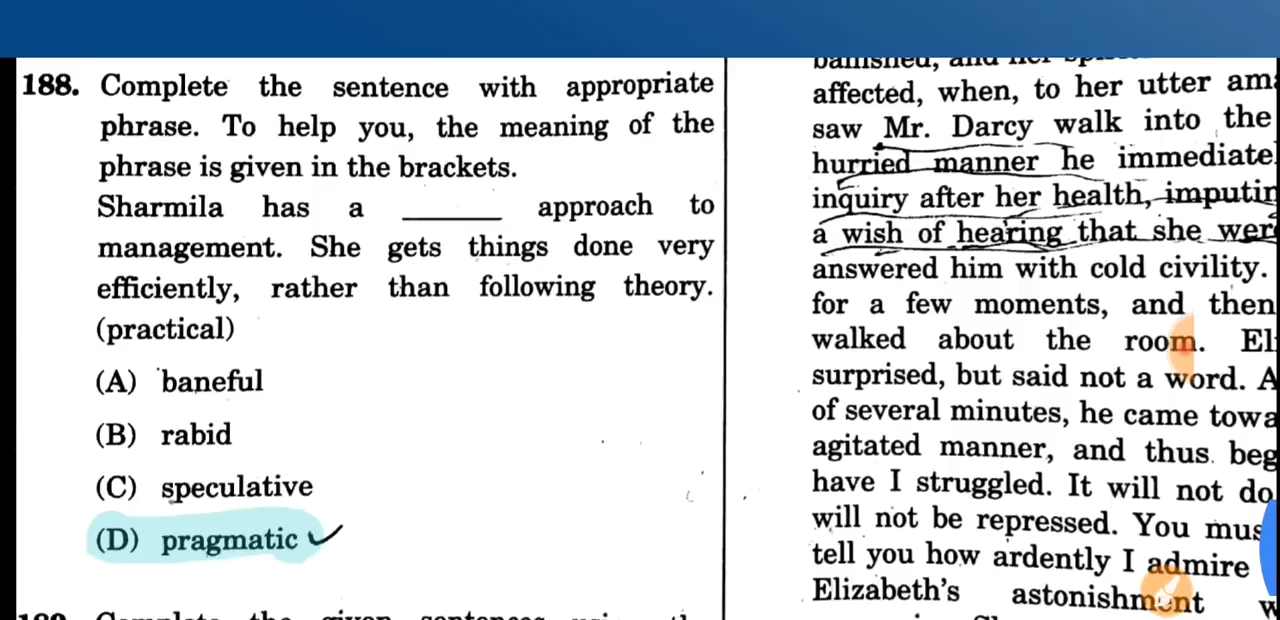 188. Complete the sentence with appropriate
phrase. To help you, the meaning of the
phrase is given in the brackets.
Sharmila has a ________ approach to
management. She gets things done very
efficiently, rather than following theory.
(practical)
(A) baneful
(B) rabid
(C) speculative
(D) pragmatic ✓
affected, when, to her utter
saw Mr. Darcy walk into the
hurried manner he
inquiry after her health,
a wish of hearing that she
answered him with cold civility.
for a few moments, and then
walked about the room.
surprised, but said not a word. A
of several minutes, he came
agitated manner, and thus
have I struggled. It will not do
will not be repressed. You
tell you how ardently I admire
Elizabeth's astonishment